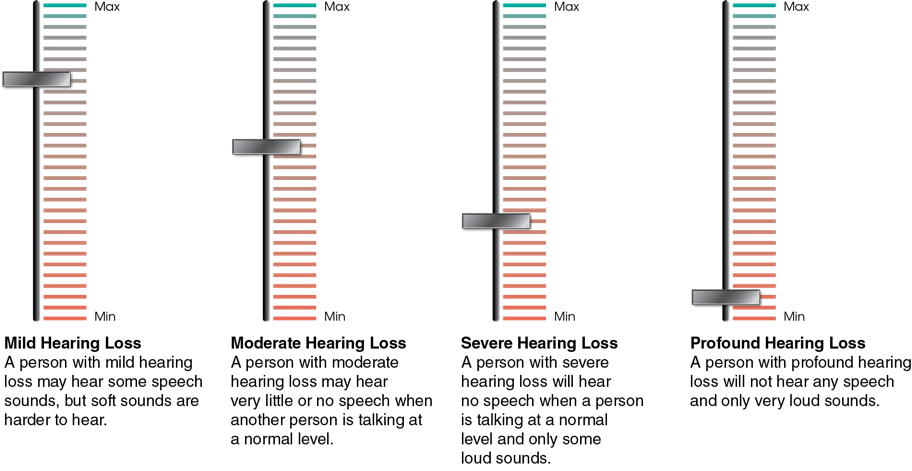 Max
Min
Mild Hearing Loss
A person with mild hearing
loss may hear some speech
sounds, but soft sounds are
harder to hear.
Max
Min
Moderate Hearing Loss
A person with moderate
hearing loss may hear
very little or no speech when
another person is talking at
a normal level.
Max
Min
Severe Hearing Loss
A person with severe
hearing loss will hear
no speech when a person
is talking at a normal
level and only some
loud sounds.
Max
Min
Profound Hearing Loss
A person with profound hearing
loss will not hear any speech
and only very loud sounds.